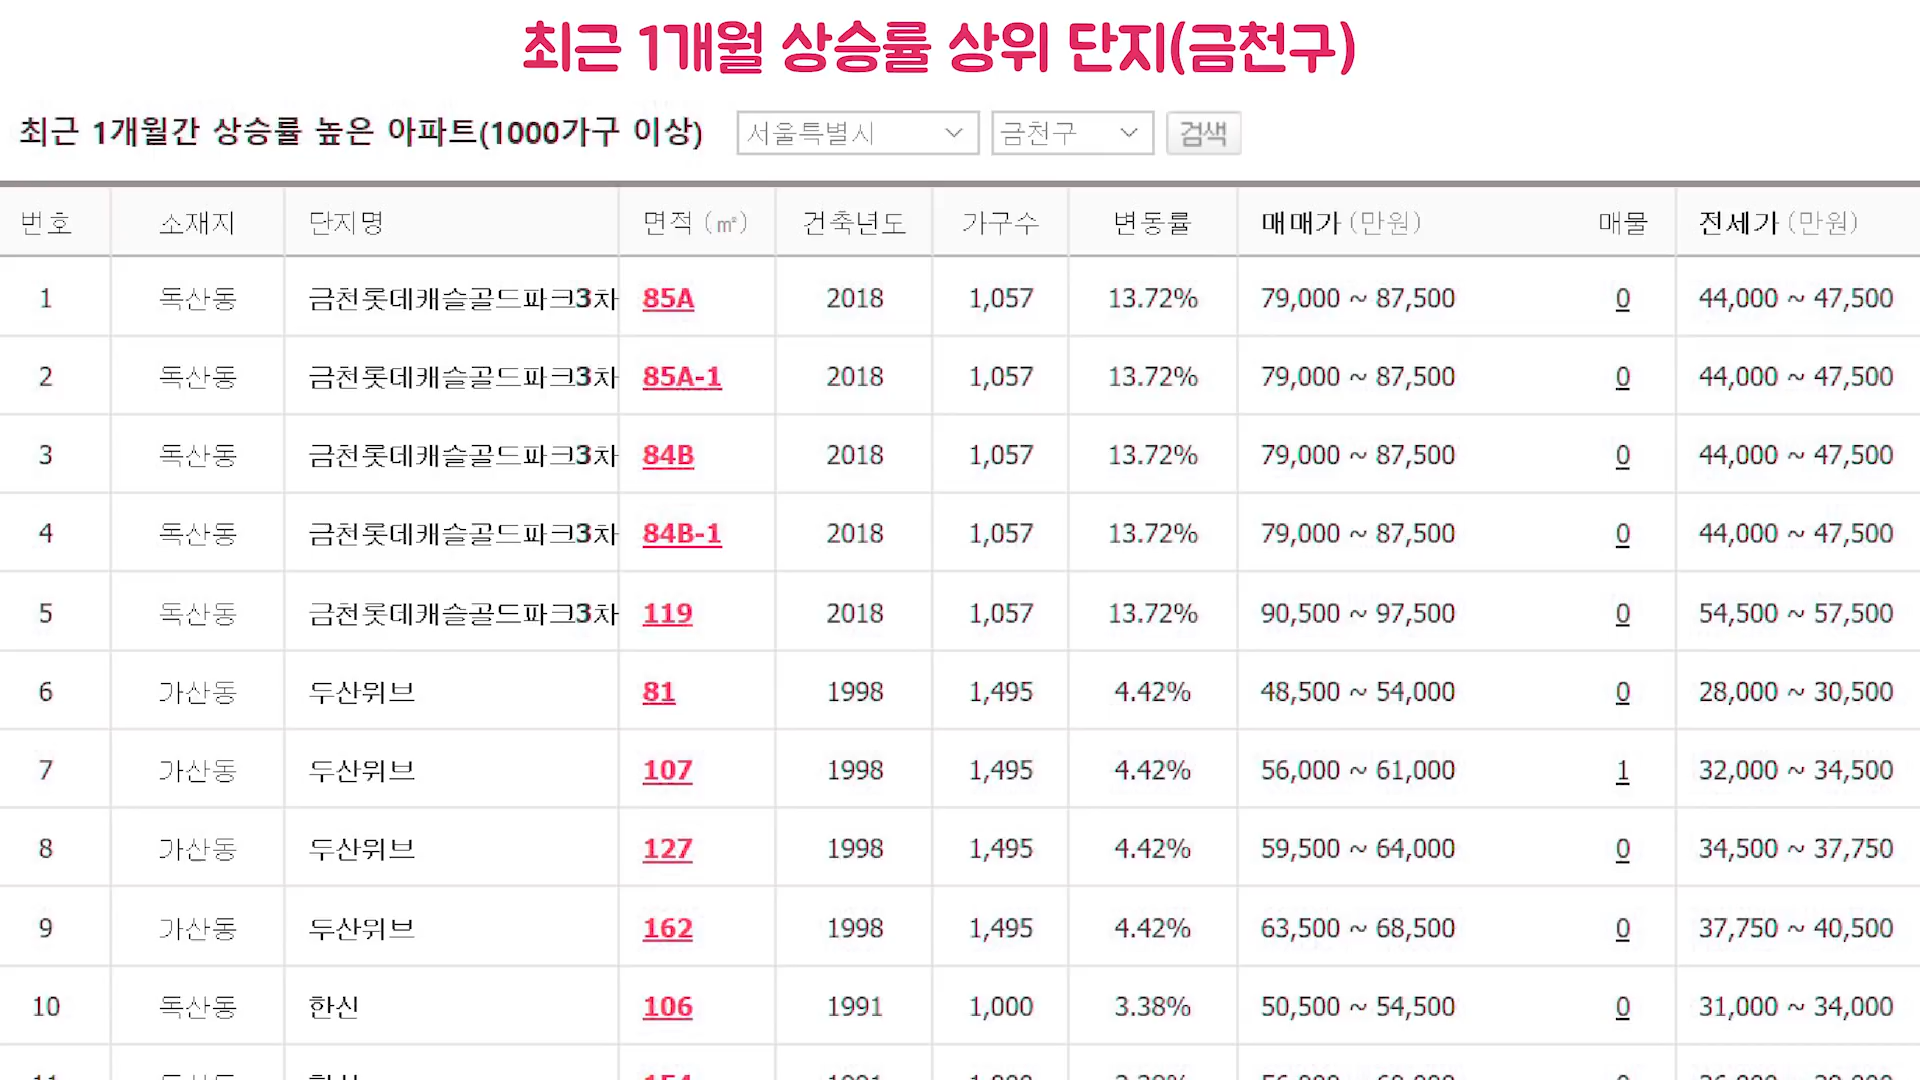 최근 1개월 상승률 상위 단지(금천구)
최근 1개월간 상승률 높은 아파트(1000가구 이상) 서울특별시 금천구 검색
번호 소재지 단지명 면적 (㎡) 건축년도 가구수 변동률 매매가 (만원) 매물 전세가 (만원)
1 독산동 금천롯데캐슬골드파크3차 85A 2018 1,057 13.72% 79,000 ~ 87,500 0 44,000 ~ 47,500
2 독산동 금천롯데캐슬골드파크3차 85A-1 2018 1,057 13.72% 79,000 ~ 87,500 0 44,000 ~ 47,500
3 독산동 금천롯데캐슬골드파크3차 84B 2018 1,057 13.72% 79,000 ~ 87,500 0 44,000 ~ 47,500
4 독산동 금천롯데캐슬골드파크3차 84B-1 2018 1,057 13.72% 79,000 ~ 87,500 0 44,000 ~ 47,500
5 독산동 금천롯데캐슬골드파크3차 119 2018 1,057 13.72% 90,500 ~ 97,500 0 54,500 ~ 57,500
6 가산동 두산위브 81 1998 1,495 4.42% 48,500 ~ 54,000 0 28,000 ~ 30,500
7 가산동 두산위브 107 1998 1,495 4.42% 56,000 ~ 61,000 1 32,000 ~ 34,500
8 가산동 두산위브 127 1998 1,495 4.42% 59,500 ~ 64,000 0 34,500 ~ 37,750
9 가산동 두산위브 162 1998 1,495 4.42% 63,500 ~ 68,500 0 37,750 ~ 40,500
10 독산동 한신 106 1991 1,000 3.38% 50,500 ~ 54,500 0 31,000 ~ 34,000